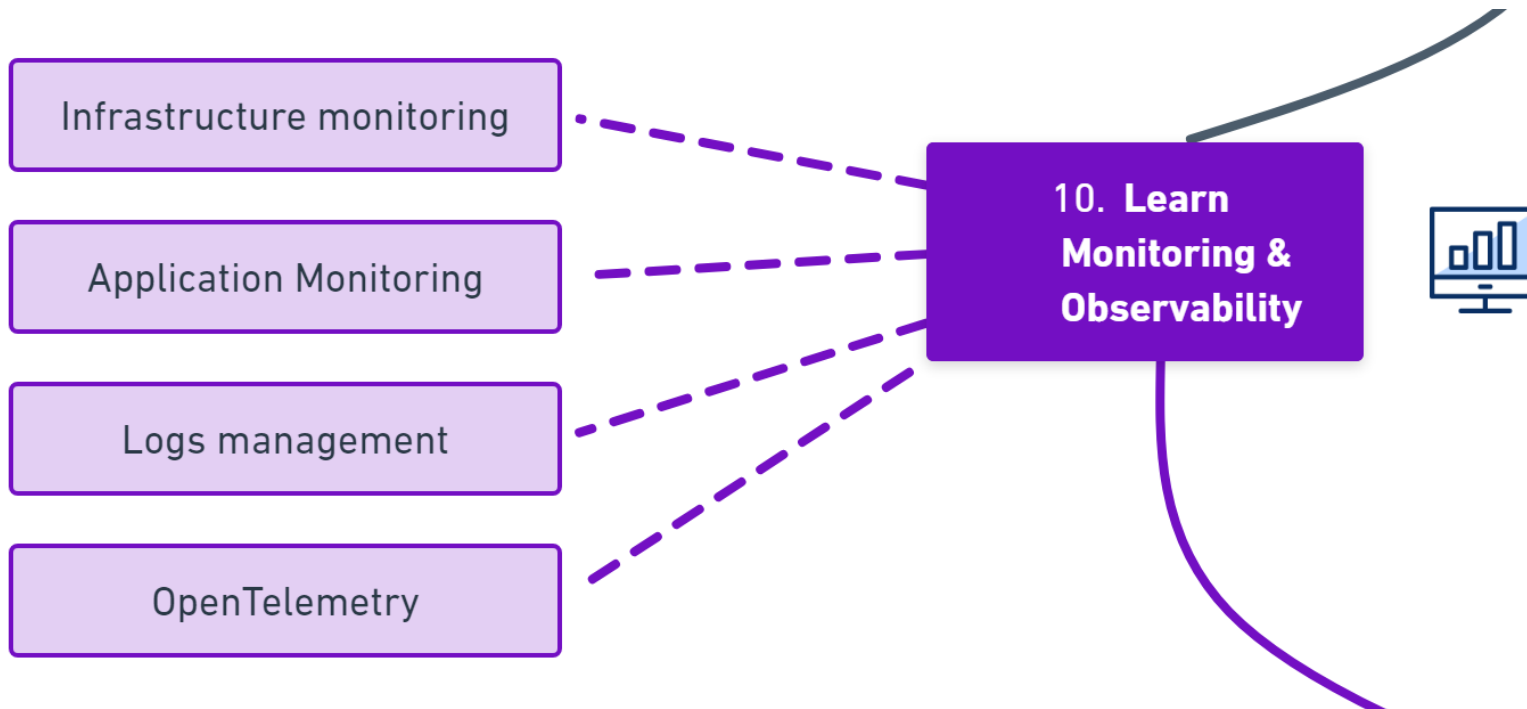 Infrastructure monitoring
Application Monitoring
Logs management
OpenTelemetry
10. Learn
Monitoring &
Observability